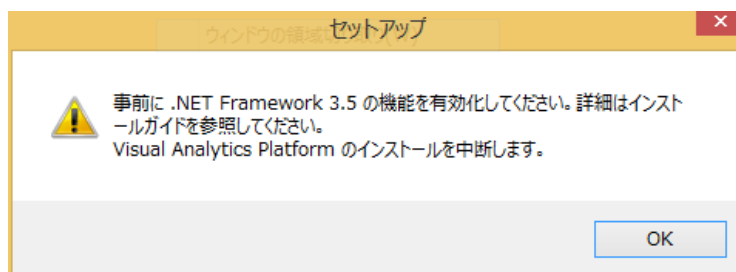 セットアップ
事前に .NET Framework 3.5 の機能を有効化してください。詳細はインスト
ールガイドを参照してください。
Visual Analytics Platform のインストールを中断します。
OK